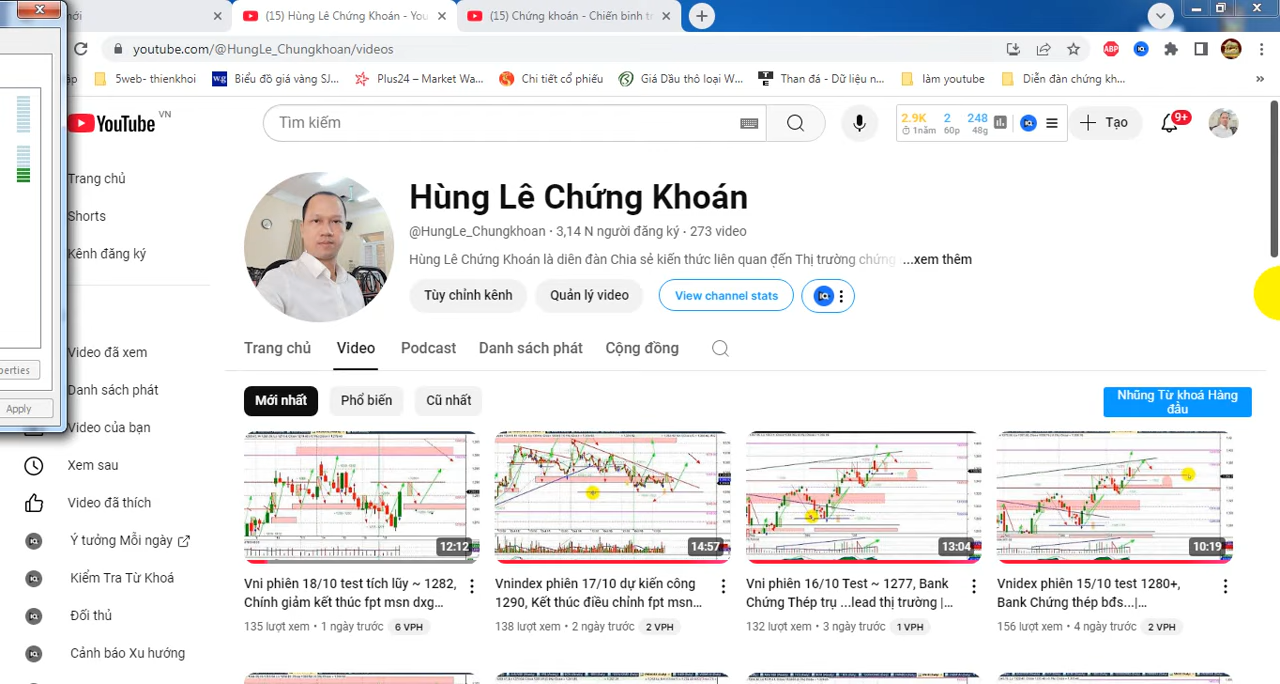 mới
(15) Hùng Lê Chứng Khoán - You
(15) Chứng khoán - Chiến binh tr
youtube.com/@HungLe_Chungkhoan/videos
ABP
5web- thienkhoi
wg Biểu đồ giá vàng SJ...
Plus24 – Market Wa...
Chi tiết cổ phiếu
Giá Dầu thô loại W...
Than đá - Dữ liệu n...
làm youtube
Diễn đàn chứng kh...
»
YouTube VN
Tìm kiếm
2.9K 2 248
1năm 60p 48g
Tạo
9+
Trang chủ
Shorts
Kênh đăng ký
Video đã xem
Danh sách phát
Video của bạn
Xem sau
Video đã thích
Ý tưởng Mỗi ngày
Kiểm Tra Từ Khoá
Đối thủ
Cảnh báo Xu hướng
perties
Apply
Hùng Lê Chứng Khoán
@HungLe_Chungkhoan · 3,14 N người đăng ký · 273 video
Hùng Lê Chứng Khoán là diễn đàn Chia sẻ kiến thức liên quan đến Thị trường chứng ...xem thêm
Tùy chỉnh kênh
Quản lý video
View channel stats
Trang chủ
Video
Podcast
Danh sách phát
Cộng đồng
Mới nhất
Phổ biến
Cũ nhất
Những Từ khoá Hàng
đầu
12:12
14:57
13:04
10:19
Vni phiên 18/10 test tích lũy ~ 1282,
Chính giảm kết thúc fpt msn dxg...
135 lượt xem • 1 ngày trước 6 VPH
Vnindex phiên 17/10 dự kiến công
1290, Kết thúc điều chỉnh fpt msn...
138 lượt xem • 2 ngày trước 2 VPH
Vni phiên 16/10 Test ~ 1277, Bank
Chứng Thép trụ ...lead thị trường |...
132 lượt xem • 3 ngày trước 1 VPH
Vnidex phiên 15/10 test 1280+,
Bank Chứng thép bđs...|...
156 lượt xem • 4 ngày trước 2 VPH